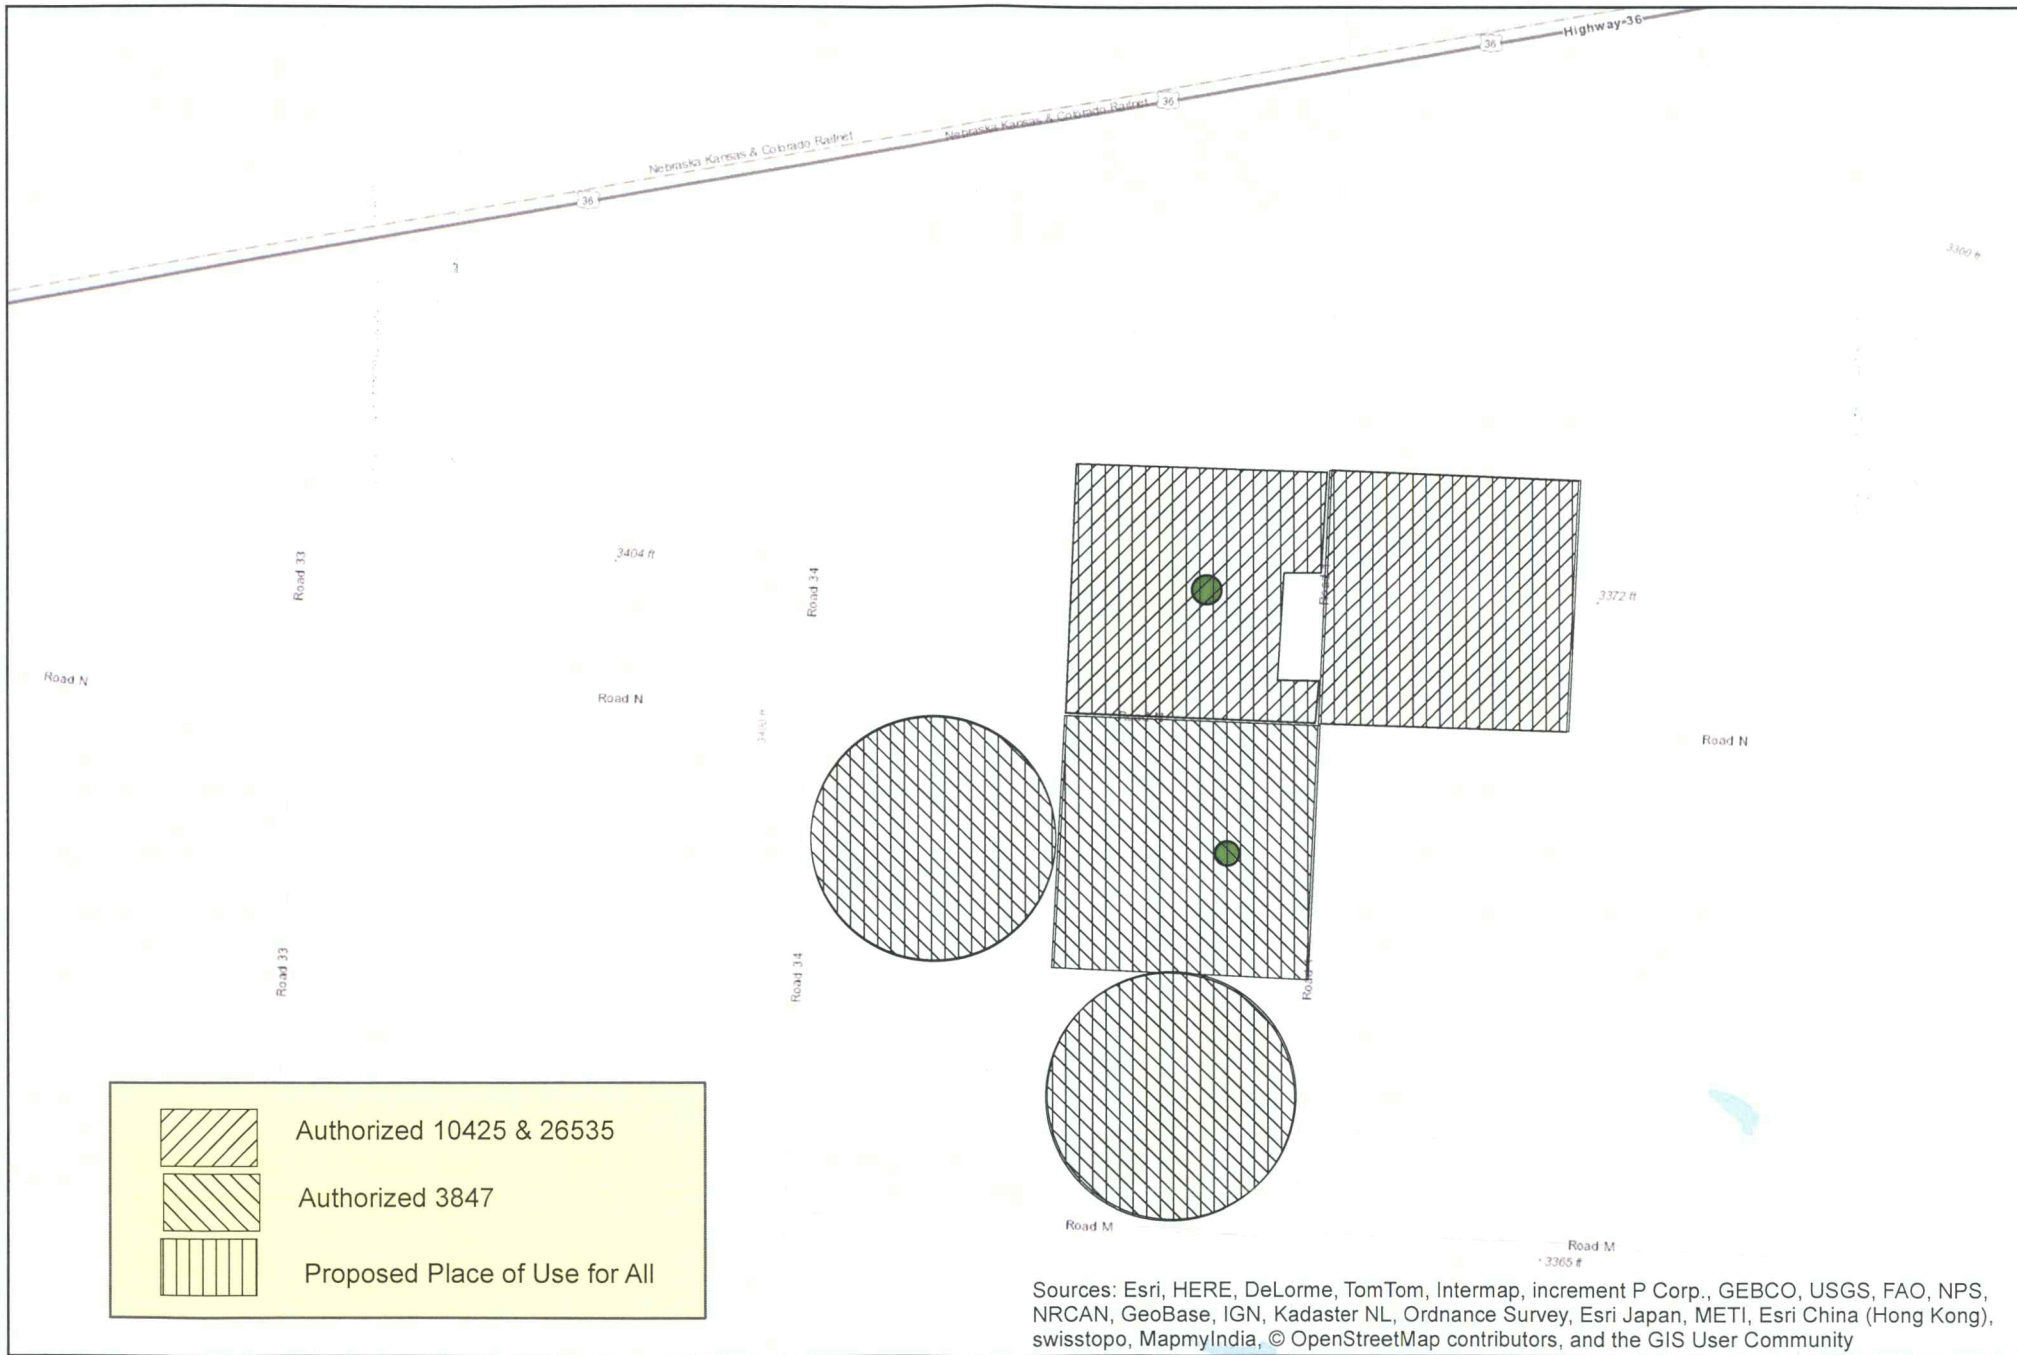 Highway-36
36
36
Nebraska Kansas & Colorado Railnet
Nebraska Kansas & Colorado Railnet
36
3300 ft
Road 33
3404 ft
Road 34
3372 ft
Road N
Road N
3400 ft
Road N
Road 33
Road 34
Road M
Road M
3365 ft
Authorized 10425 & 26535
Authorized 3847
Proposed Place of Use for All
Sources: Esri, HERE, DeLorme, TomTom, Intermap, increment P Corp., GEBCO, USGS, FAO, NPS,
NRCAN, GeoBase, IGN, Kadaster NL, Ordnance Survey, Esri Japan, METI, Esri China (Hong Kong),
swisstopo, MapmyIndia, © OpenStreetMap contributors, and the GIS User Community